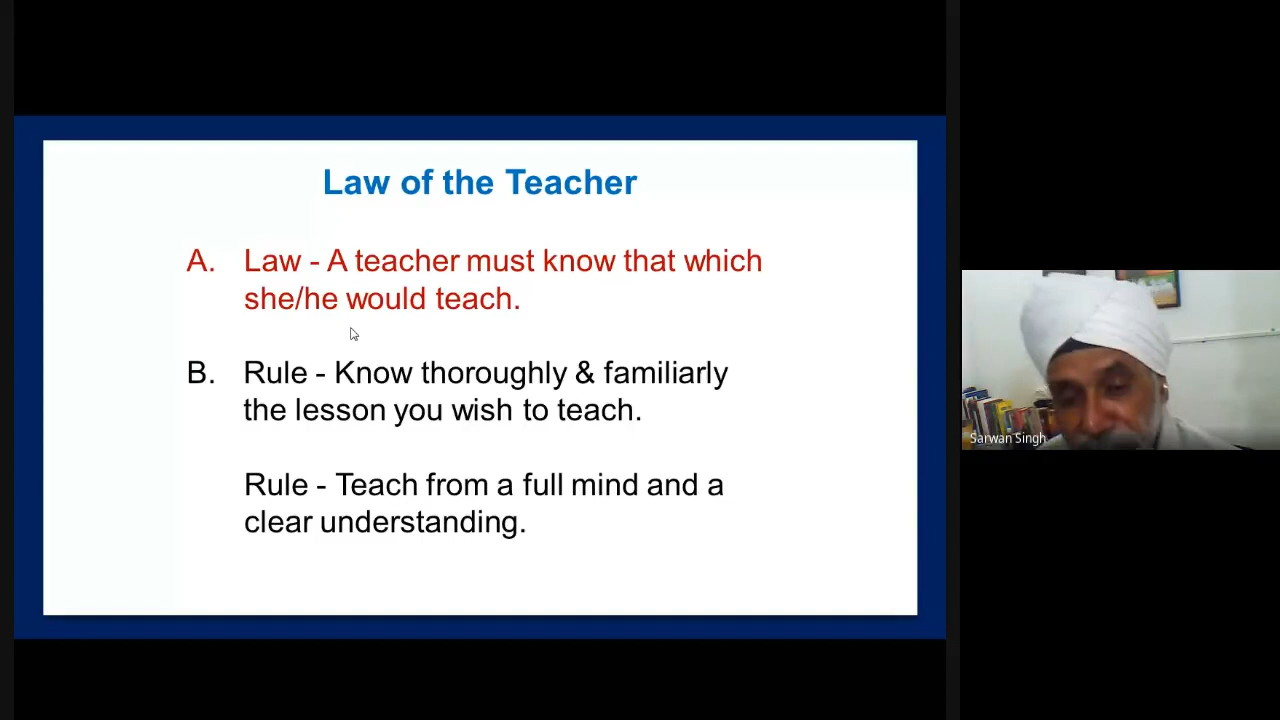 Law of the Teacher
A. Law - A teacher must know that which
she/he would teach.
B. Rule - Know thoroughly & familiarly
the lesson you wish to teach.
Rule - Teach from a full mind and a
clear understanding.
Sarwan Singh